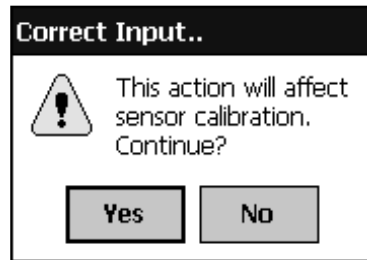 Correct Input..
This action will affect
sensor calibration.
Continue?
Yes No